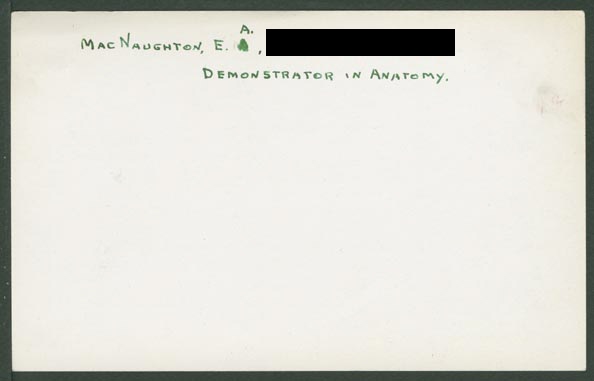 MacNaughton, E. A.,
Demonstrator in Anatomy.